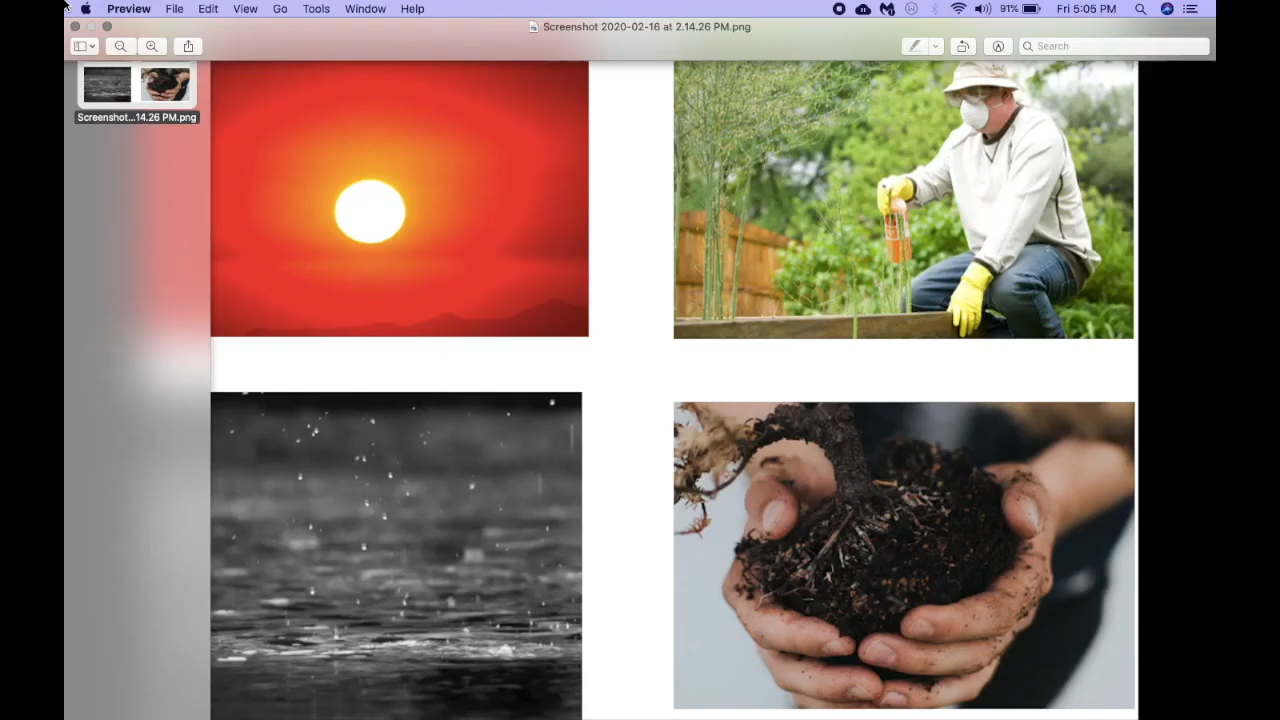 Preview File Edit View Go Tools Window Help 91% Fri 5:05 PM
Screenshot 2020-02-16 at 2.14.26 PM.png
Search
Screenshot...14.26 PM.png